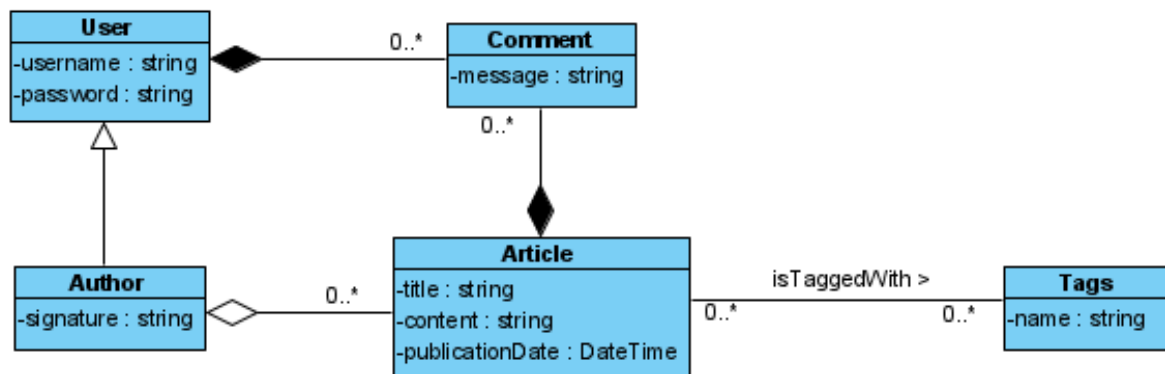 User
-username : string
-password : string
0..*
Comment
-message : string
0..*
Author
-signature : string
0..*
Article
-title : string
-content : string
-publicationDate : DateTime
isTaggedWith >
0..*
0..*
Tags
-name : string